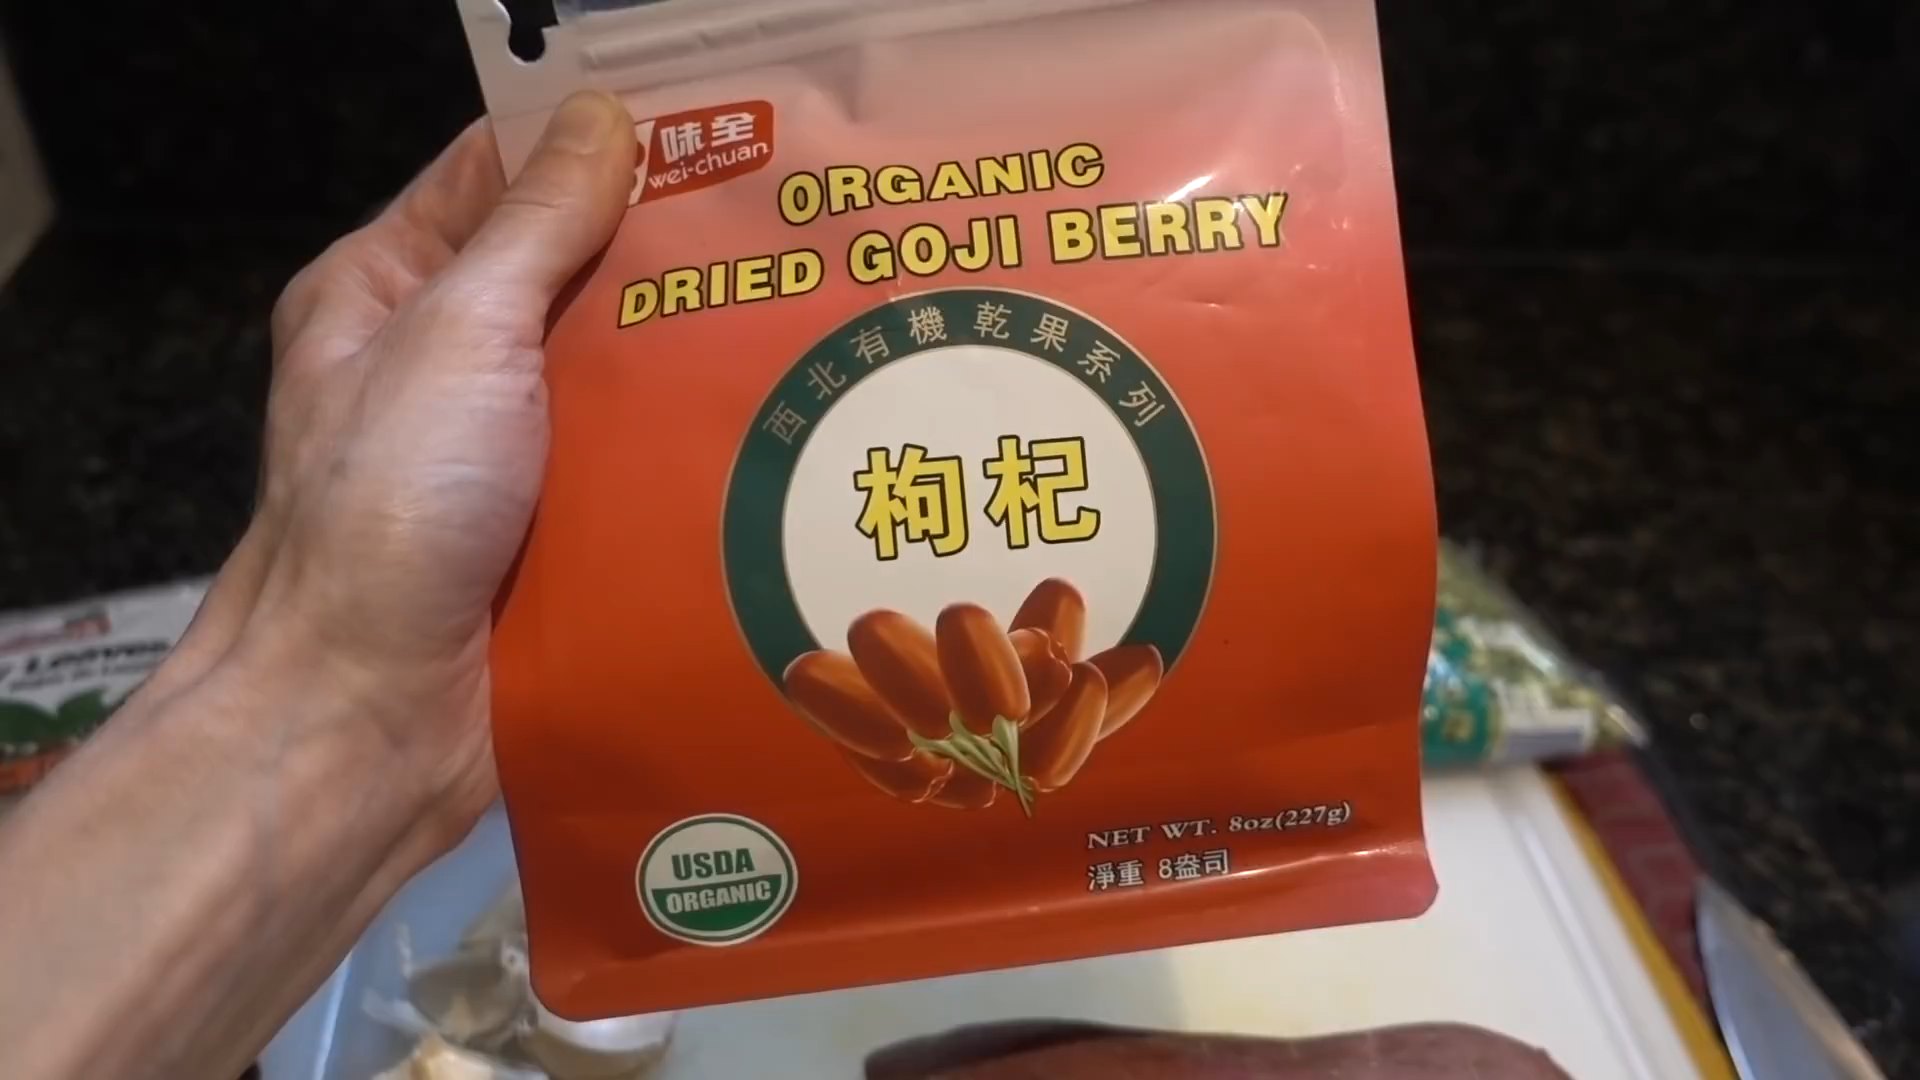 味全
wei-chuan
ORGANIC
DRIED GOJI BERRY
西北有機乾果系列
枸杞
USDA
ORGANIC
NET WT. 8oz(227g)
淨重 8盎司
Leaves